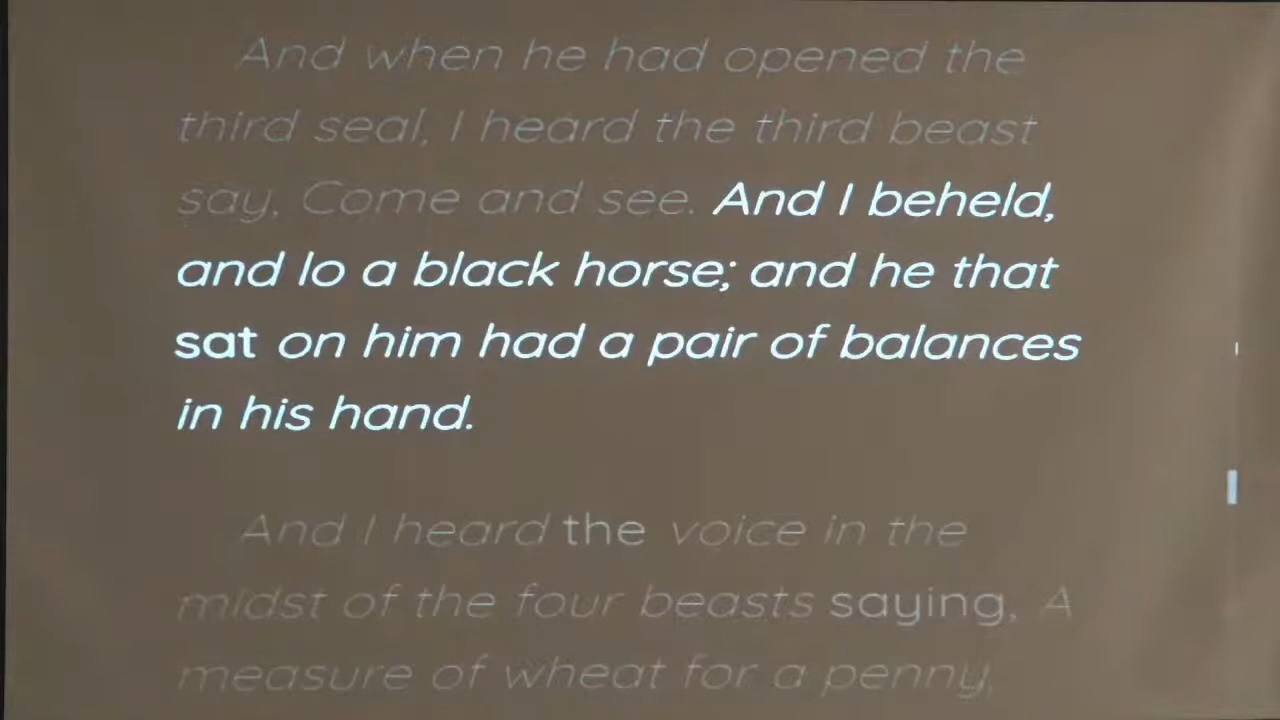 And when he had opened the
third seal, I heard the third beast
say, Come and see. And I beheld,
and lo a black horse; and he that
sat on him had a pair of balances
in his hand.
And I heard the voice in the
midst of the four beasts saying, A
measure of wheat for a penny,